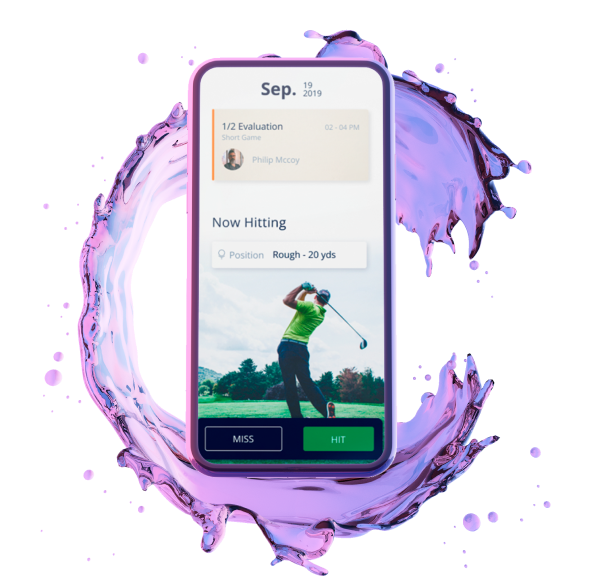 Sep. 19
2019
1/2 Evaluation 02 - 04 PM
Short Game
Philip Mccoy
Now Hitting
Position Rough - 20 yds
MISS HIT